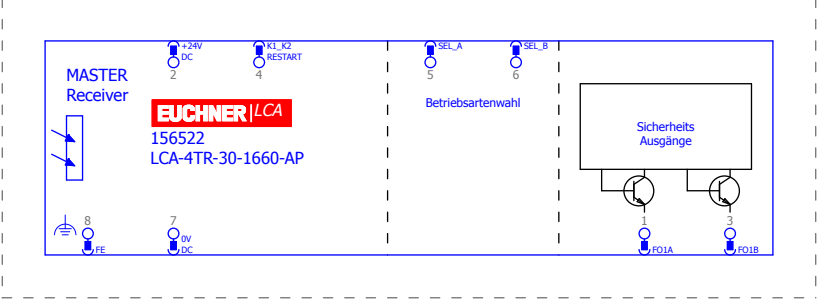 +24V
DC
2
K1_K2
RESTART
4
SEL_A
5
SEL_B
6
MASTER
Receiver
EUCHNER LCA
156522
LCA-4TR-30-1660-AP
Betriebsartenwahl
Sicherheits
Ausgänge
8
FE
7
0V
DC
1
FO1A
3
FO1B